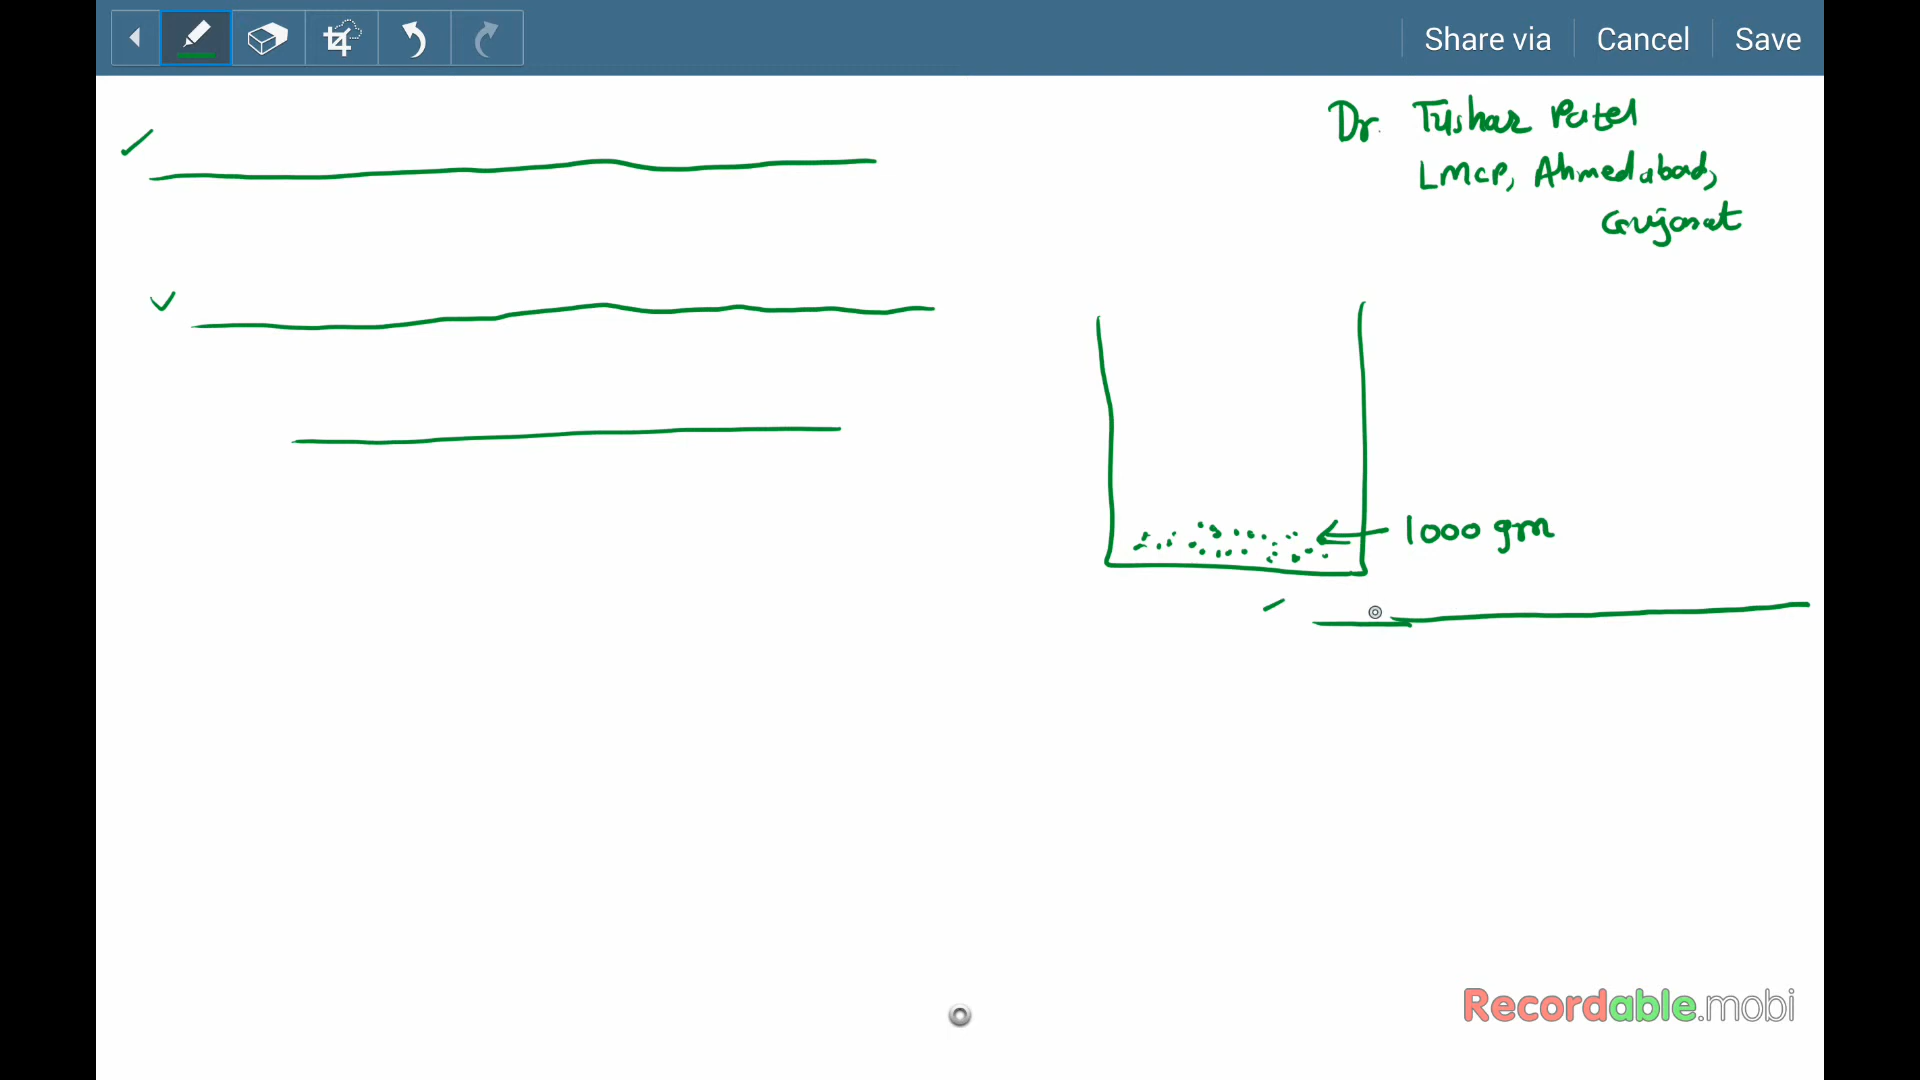 Share via Cancel Save
Dr. Tushar Patel
LMCP, Ahmedabad,
Gujarat
1000 gm
Recordable.mobi